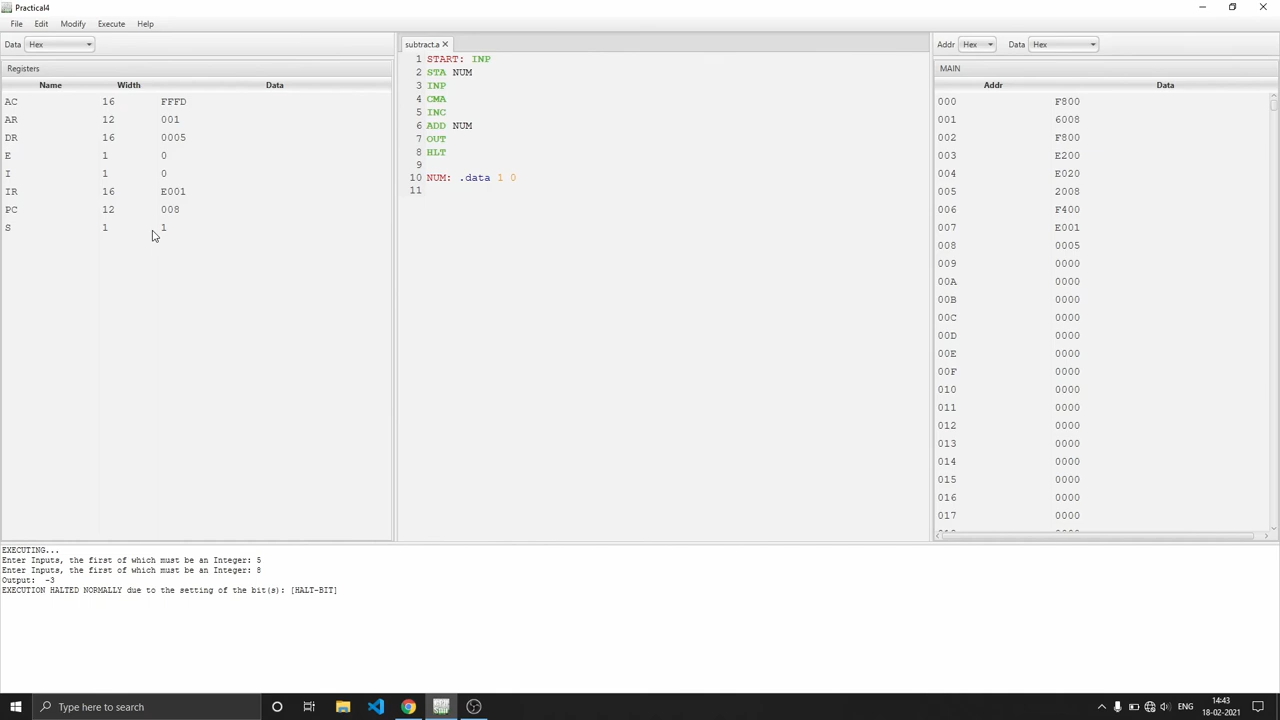 Practical4
File Edit Modify Execute Help
Data Hex
Registers
Name Width Data
AC 16 FFFD
AR 12 001
DR 16 0005
E 1 0
I 1 0
IR 16 E001
PC 12 008
S 1 1
subtract.a
1 START: INP
2 STA NUM
3 INP
4 CMA
5 INC
6 ADD NUM
7 OUT
8 HLT
9
10 NUM: .data 1 0
11
Addr Hex Data Hex
MAIN
Addr Data
000 F800
001 6008
002 F800
003 E200
004 E020
005 2008
006 F400
007 E001
008 0005
009 0000
00A 0000
00B 0000
00C 0000
00D 0000
00E 0000
00F 0000
010 0000
011 0000
012 0000
013 0000
014 0000
015 0000
016 0000
017 0000
EXECUTING...
Enter Inputs, the first of which must be an Integer: 5
Enter Inputs, the first of which must be an Integer: 8
Output: -3
EXECUTION HALTED NORMALLY due to the setting of the bit(s): [HALT-BIT]
Type here to search
ENG
14:43
18-02-2021